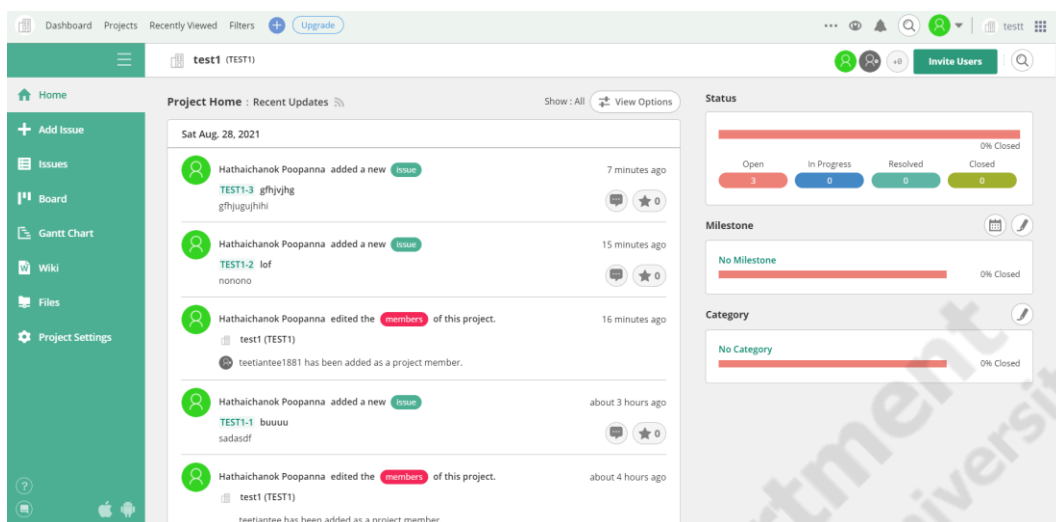 Dashboard Projects Recently Viewed Filters + Upgrade ... testt
test1 (TEST1) +0 Invite Users
Home
Add Issue
Issues
Board
Gantt Chart
Wiki
Files
Project Settings
Project Home : Recent Updates Show : All View Options
Sat Aug. 28, 2021
Hathaichanok Poopanna added a new Issue 7 minutes ago
TEST1-3 gfhjvjhg
gfhjugujhihi 0
Hathaichanok Poopanna added a new Issue 15 minutes ago
TEST1-2 lof
nonono 0
Hathaichanok Poopanna edited the members of this project. 16 minutes ago
test1 (TEST1)
teetiantee1881 has been added as a project member.
Hathaichanok Poopanna added a new Issue about 3 hours ago
TEST1-1 buuuu
sadasdf 0
Hathaichanok Poopanna edited the members of this project. about 4 hours ago
test1 (TEST1)
teetiantee has been added as a project member.
Status
0% Closed
Open In Progress Resolved Closed
3 0 0 0
Milestone
No Milestone
0% Closed
Category
No Category
0% Closed